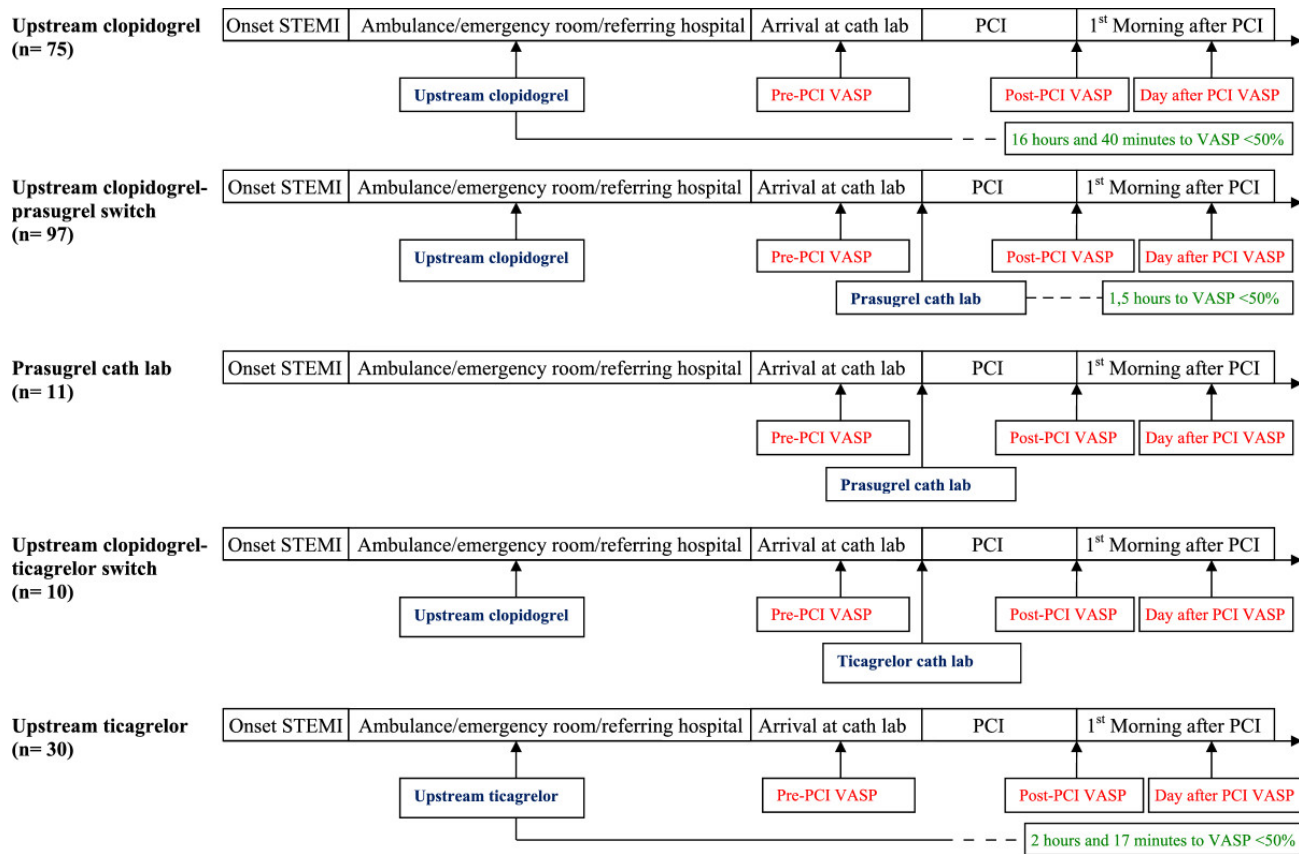 Upstream clopidogrel
(n= 75)
Onset STEMI
Ambulance/emergency room/referring hospital
Arrival at cath lab
PCI
1st Morning after PCI
Upstream clopidogrel
Pre-PCI VASP
Post-PCI VASP
Day after PCI VASP
16 hours and 40 minutes to VASP <50%
Upstream clopidogrel-
prasugrel switch
(n= 97)
Onset STEMI
Ambulance/emergency room/referring hospital
Arrival at cath lab
PCI
1st Morning after PCI
Upstream clopidogrel
Pre-PCI VASP
Post-PCI VASP
Day after PCI VASP
Prasugrel cath lab
1,5 hours to VASP <50%
Prasugrel cath lab
(n= 11)
Onset STEMI
Ambulance/emergency room/referring hospital
Arrival at cath lab
PCI
1st Morning after PCI
Pre-PCI VASP
Post-PCI VASP
Day after PCI VASP
Prasugrel cath lab
Upstream clopidogrel-
ticagrelor switch
(n= 10)
Onset STEMI
Ambulance/emergency room/referring hospital
Arrival at cath lab
PCI
1st Morning after PCI
Upstream clopidogrel
Pre-PCI VASP
Post-PCI VASP
Day after PCI VASP
Ticagrelor cath lab
Upstream ticagrelor
(n= 30)
Onset STEMI
Ambulance/emergency room/referring hospital
Arrival at cath lab
PCI
1st Morning after PCI
Upstream ticagrelor
Pre-PCI VASP
Post-PCI VASP
Day after PCI VASP
2 hours and 17 minutes to VASP <50%